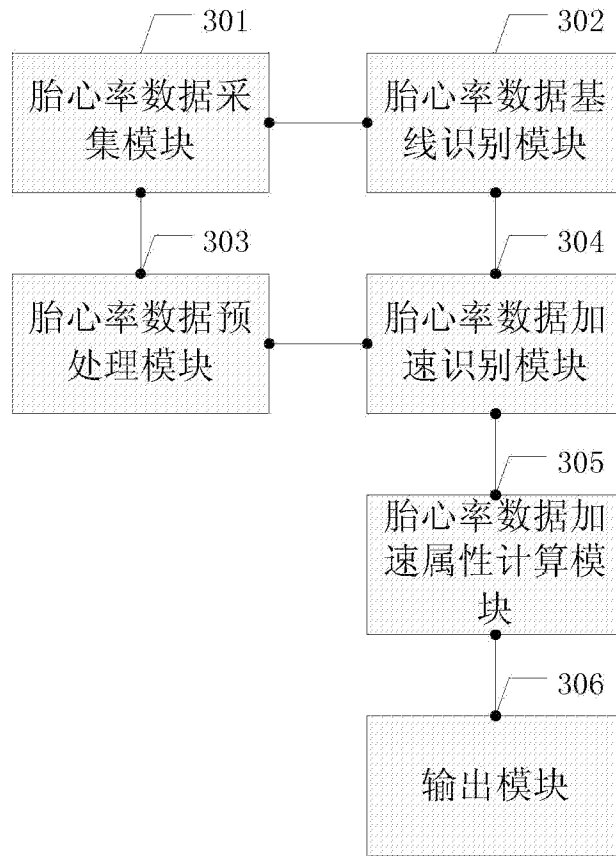 301
胎心率数据采
集模块
302
胎心率数据基
线识别模块
303
胎心率数据预
处理模块
304
胎心率数据加
速识别模块
305
胎心率数据加
速属性计算模
块
306
输出模块